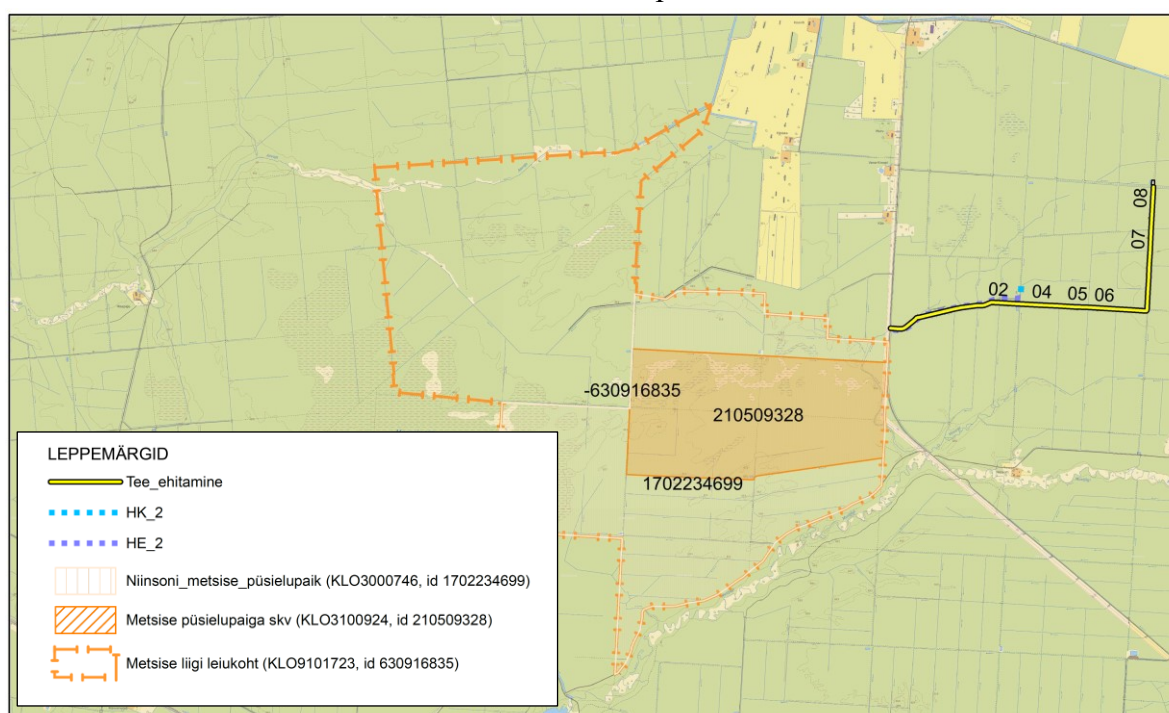 08
07
02 04 05 06
-630916835
210509328
1702234699
LEPPEMÄRGID
Tee_ehitamine
HK_2
HE_2
Niinsoni_metsise_püsielupaik (KLO3000746, id 1702234699)
Metsise püsielupaiga skv (KLO3100924, id 210509328)
Metsise liigi leiukoht (KLO9101723, id 630916835)